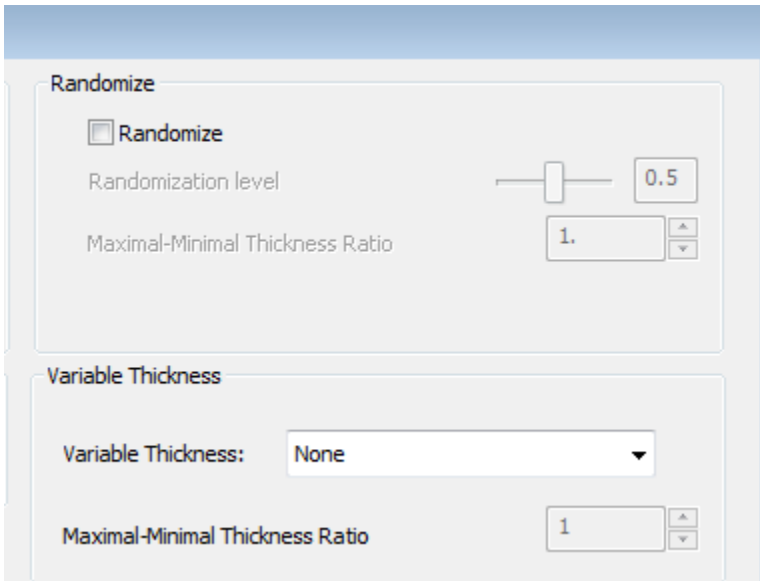 Randomize
Randomize
Randomization level 0.5
Maximal-Minimal Thickness Ratio 1.
Variable Thickness
Variable Thickness: None
Maximal-Minimal Thickness Ratio 1